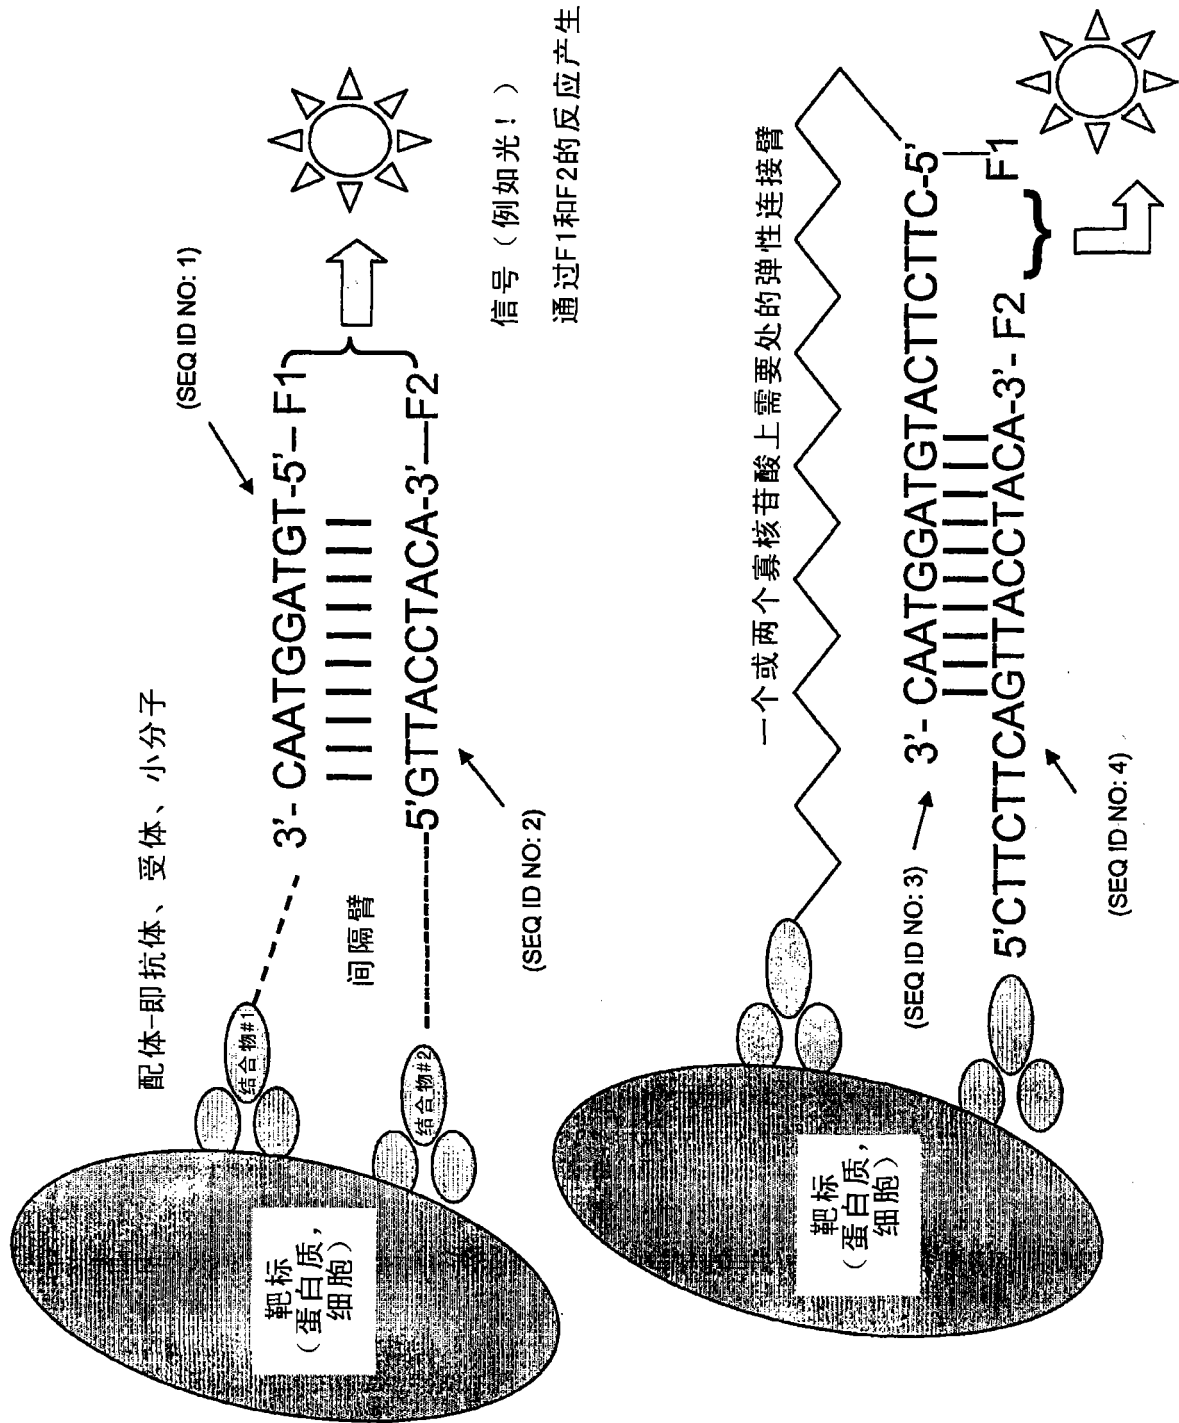 配体-即抗体、受体、小分子
(SEQ ID NO: 1)
结合物#1
3'- CAATGGATGT-5'– F1
间隔臂
靶标
（蛋白质，
细胞）
结合物#2
5'GTTACCTACA-3'—F2
(SEQ ID NO: 2)
信号（例如光！）
通过F1和F2的反应产生
一个或两个寡核苷酸上需要处的弹性连接臂
(SEQ ID NO: 3)
3'- CAATGGATGTACTTCTTC-5'
F1
靶标
（蛋白质，
细胞）
5'CTTCTTCAGTTACCTACA-3'- F2
(SEQ ID NO: 4)